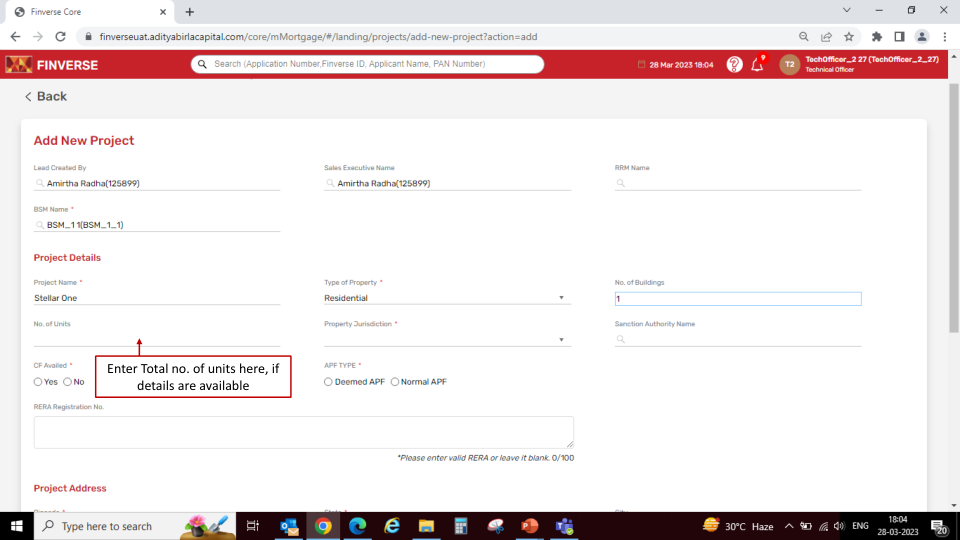 Finverse Core
finverseuat.adityabirlacapital.com/core/mMortgage/#/landing/projects/add-new-project?action=add
FINVERSE
Search (Application Number,Finverse ID, Applicant Name, PAN Number)
28 Mar 2023 18:04
T2
TechOfficer_2 27 (TechOfficer_2_27)
Technical Officer
< Back
Add New Project
Lead Created By
Sales Executive Name
RRM Name
Amirtha Radha(125899)
Amirtha Radha(125899)
BSM Name *
BSM_1 1(BSM_1_1)
Project Details
Project Name *
Type of Property *
No. of Buildings
Stellar One
Residential
1
No. of Units
Property Jurisdiction *
Sanction Authority Name
CF Availed *
APF TYPE *
Yes No
Deemed APF Normal APF
Enter Total no. of units here, if
details are available
RERA Registration No.
*Please enter valid RERA or leave it blank. 0/100
Project Address
Type here to search
30°C Haze
ENG
18:04
28-03-2023
20